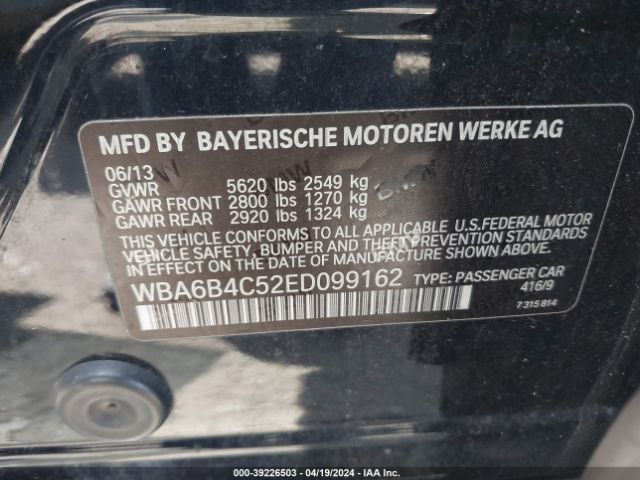 MFD BY BAYERISCHE MOTOREN WERKE AG
06/13
GVWR 5620 lbs 2549 kg
GAWR FRONT 2800 lbs 1270 kg
GAWR REAR 2920 lbs 1324 kg
THIS VEHICLE CONFORMS TO ALL APPLICABLE U.S.FEDERAL MOTOR
VEHICLE SAFETY, BUMPER AND THEFT PREVENTION STANDARDS
IN EFFECT ON THE DATE OF MANUFACTURE SHOWN ABOVE.
WBA6B4C52ED099162 TYPE: PASSENGER CAR
416/9
7315814
000-39226503 - 04/19/2024 - IAA Inc.